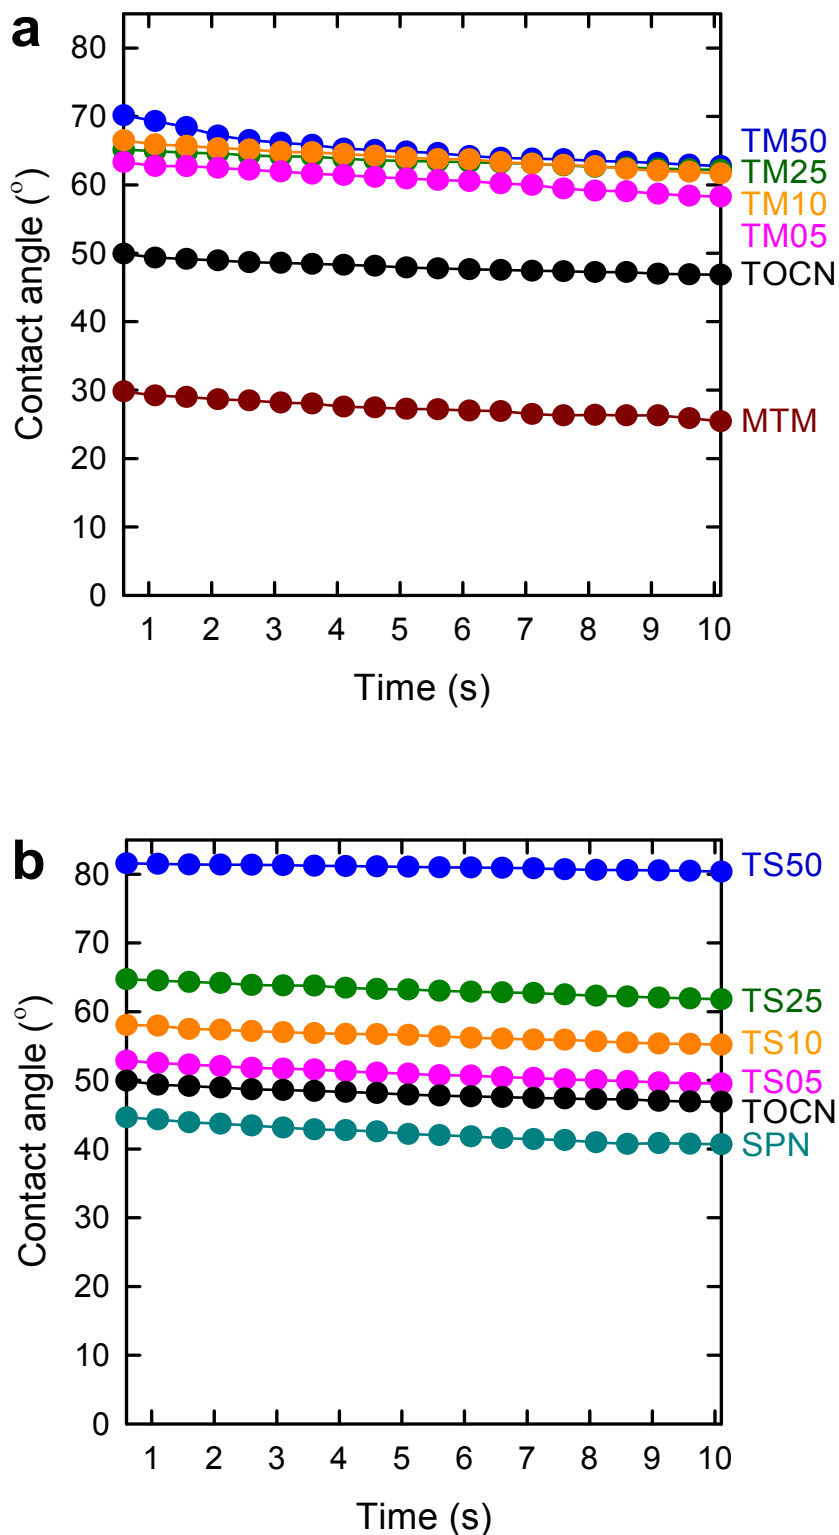 a
80
70
60
50
40
30
20
10
0
Contact angle (º)
TM50
TM25
TM10
TM05
TOCN
MTM
1 2 3 4 5 6 7 8 9 10
Time (s)
b
80
70
60
50
40
30
20
10
0
Contact angle (º)
TS50
TS25
TS10
TS05
TOCN
SPN
1 2 3 4 5 6 7 8 9 10
Time (s)